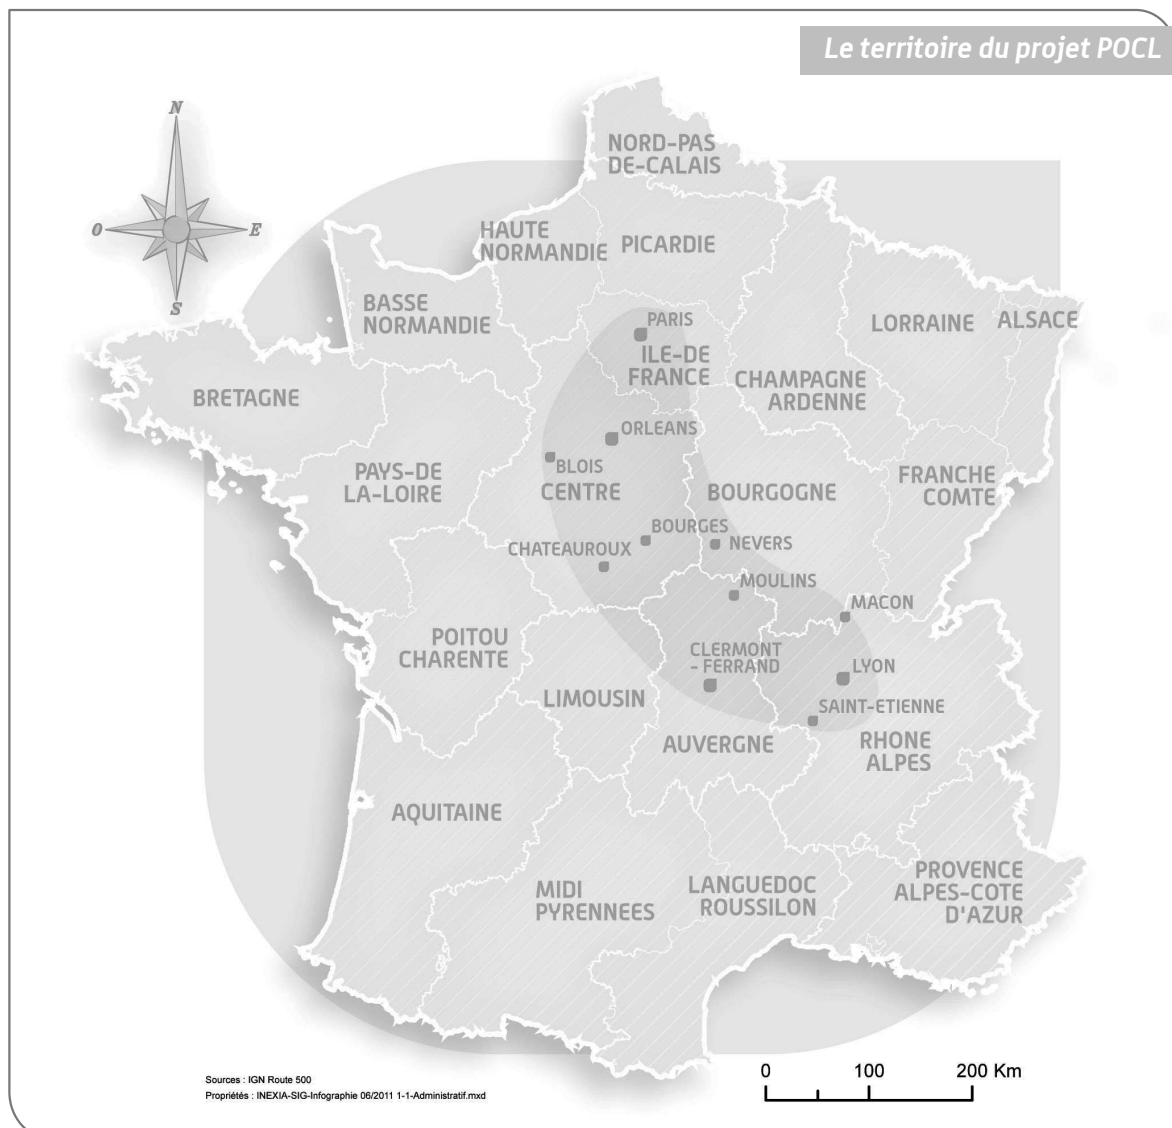 Le territoire du projet POCL
N
O
E
S
NORD-PAS
DE-CALAIS
HAUTE
NORMANDIE
PICARDIE
BASSE
NORMANDIE
PARIS
ILE-DE
FRANCE
LORRAINE
ALSACE
CHAMPAGNE
ARDENNE
BRETAGNE
ORLEANS
BLOIS
CENTRE
PAYS-DE
LA-LOIRE
BOURGOGNE
FRANCHE
COMTE
BOURGES
NEVERS
CHATEAUROUX
MOULINS
MACON
POITOU
CHARENTE
CLERMONT
- FERRAND
LYON
LIMOUSIN
SAINT-ETIENNE
AUVERGNE
RHONE
ALPES
AQUITAINE
MIDI
PYRENNEES
LANGUEDOC
ROUSSILON
PROVENCE
ALPES-COTE
D'AZUR
0 100 200 Km
Sources : IGN Route 500
Propriétés : INEXIA-SIG-Infographie 06/2011 1-1-Administratif.mxd